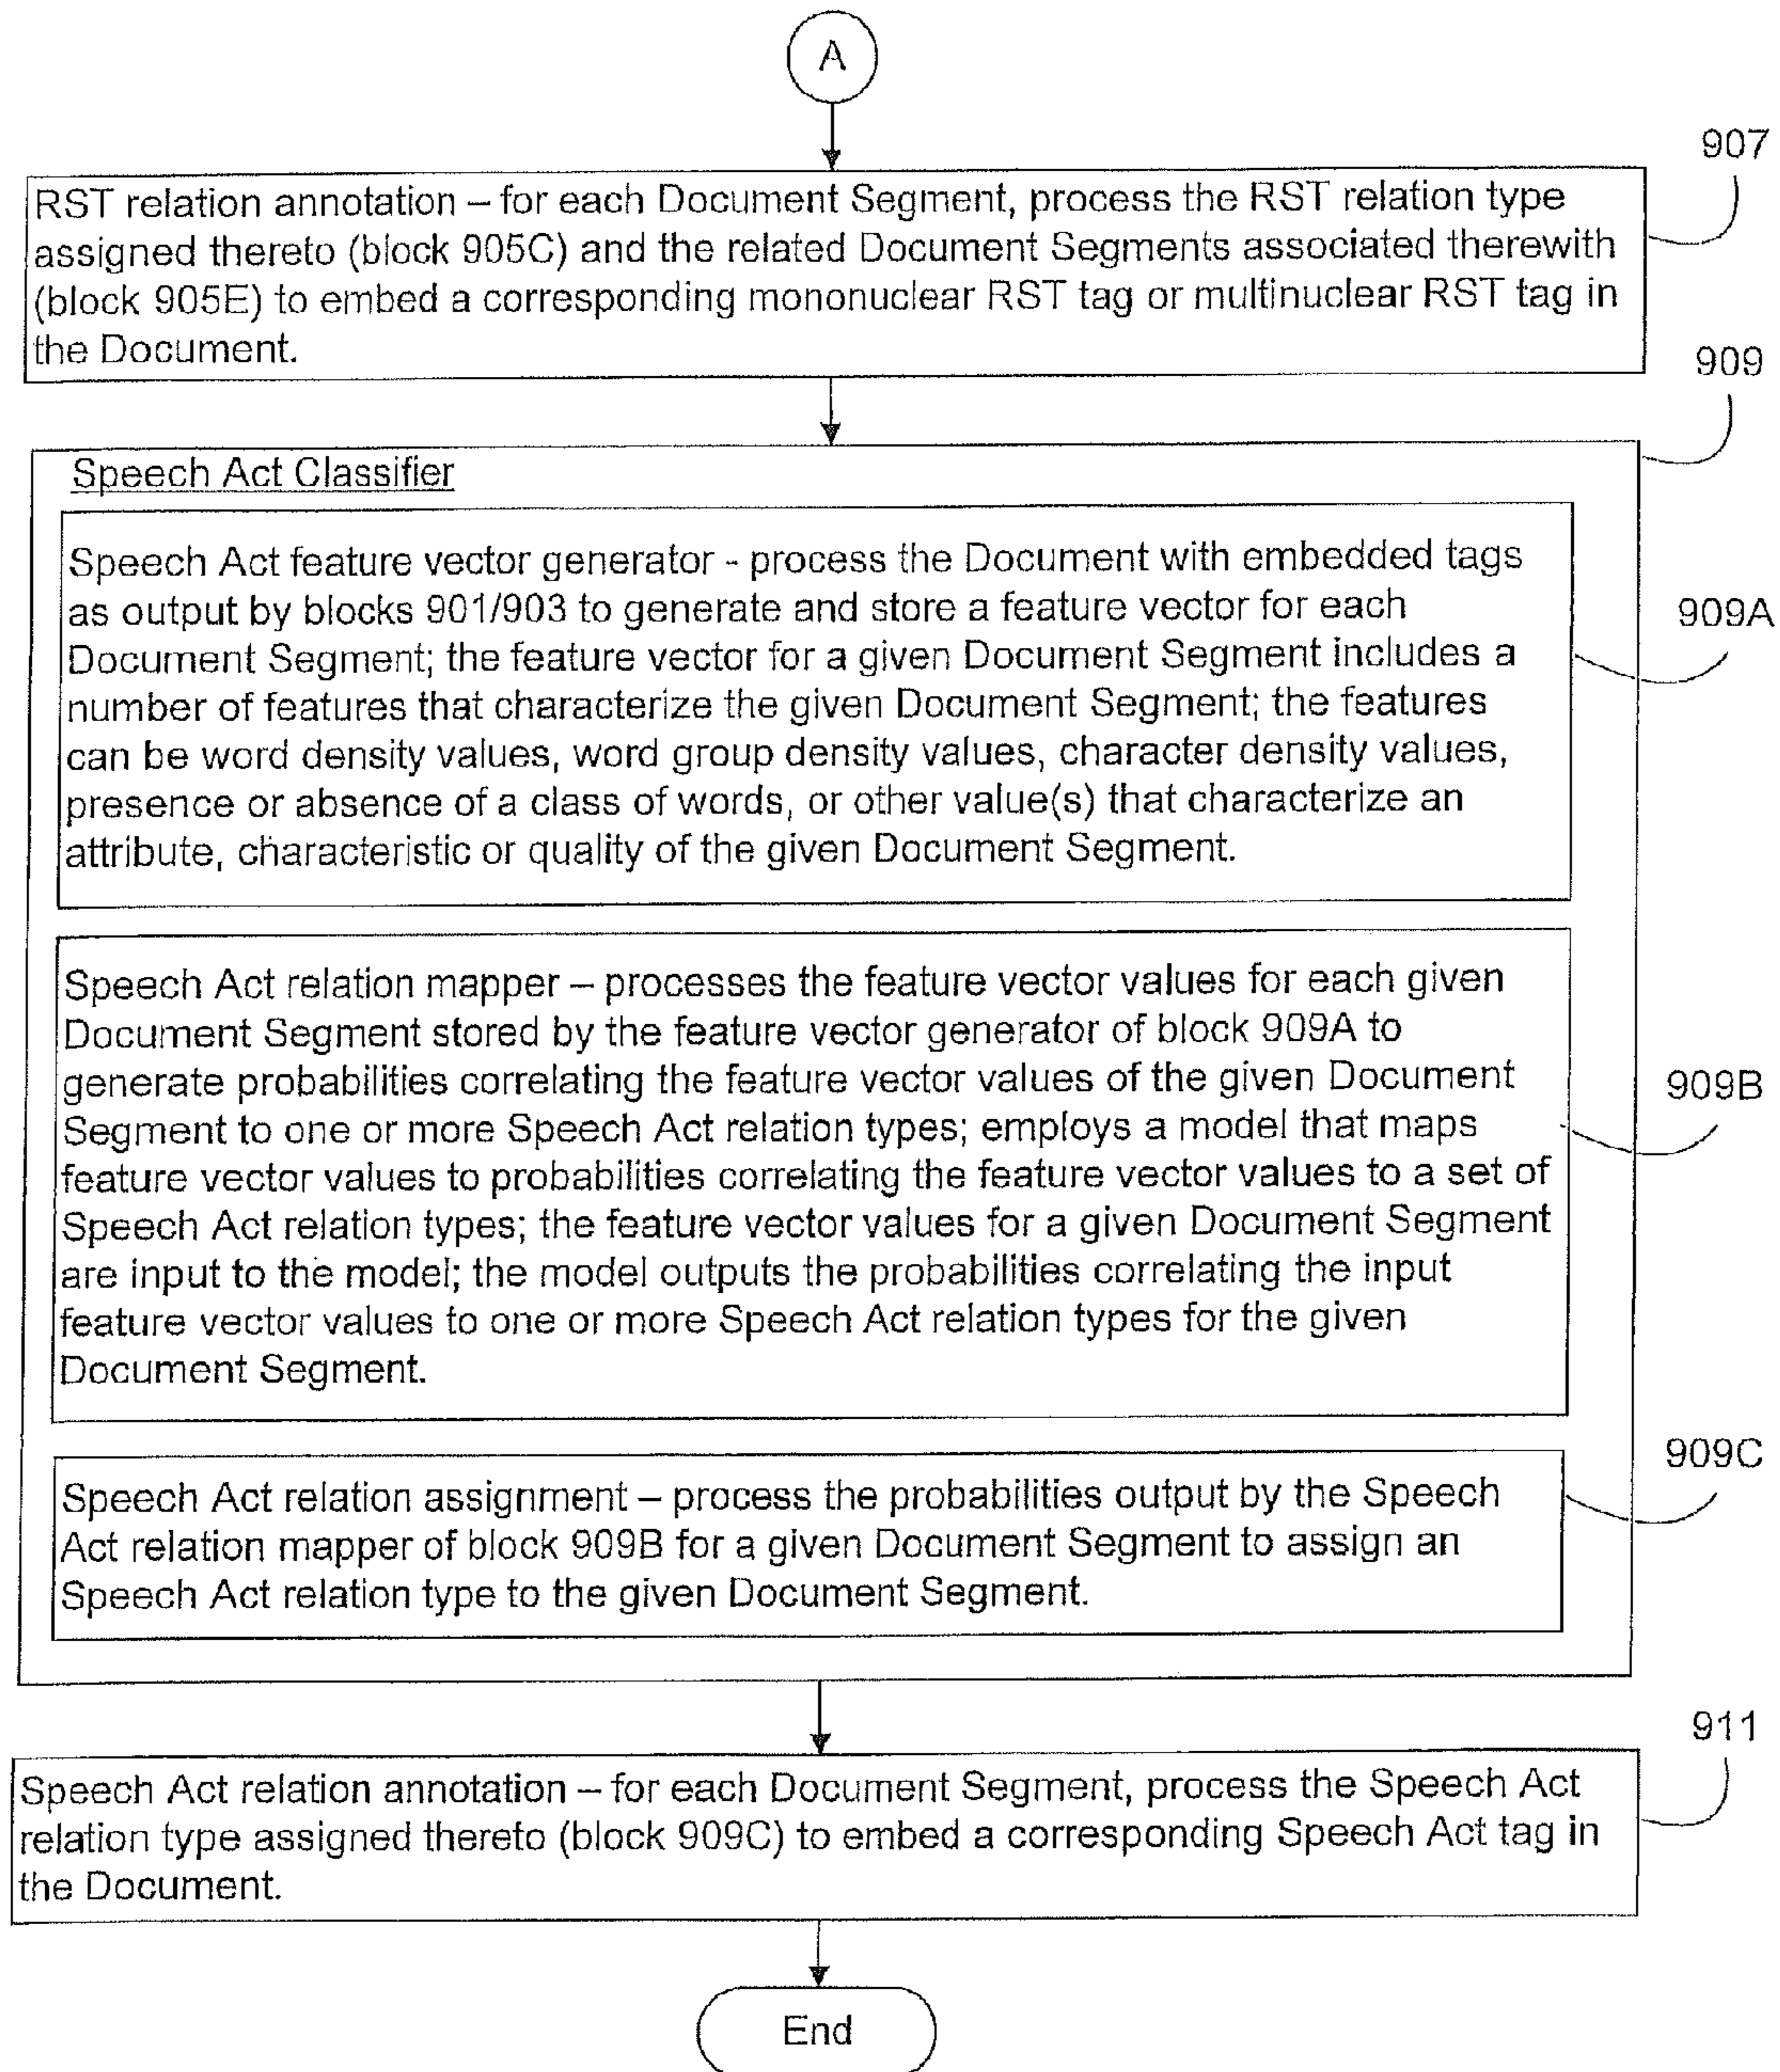 A
907
RST relation annotation – for each Document Segment, process the RST relation type
assigned thereto (block 905C) and the related Document Segments associated therewith
(block 905E) to embed a corresponding mononuclear RST tag or multinuclear RST tag in
the Document.
909
Speech Act Classifier
Speech Act feature vector generator - process the Document with embedded tags
as output by blocks 901/903 to generate and store a feature vector for each
Document Segment; the feature vector for a given Document Segment includes a
number of features that characterize the given Document Segment; the features
can be word density values, word group density values, character density values,
presence or absence of a class of words, or other value(s) that characterize an
attribute, characteristic or quality of the given Document Segment.
909A
Speech Act relation mapper – processes the feature vector values for each given
Document Segment stored by the feature vector generator of block 909A to
generate probabilities correlating the feature vector values of the given Document
Segment to one or more Speech Act relation types; employs a model that maps
feature vector values to probabilities correlating the feature vector values to a set of
Speech Act relation types; the feature vector values for a given Document Segment
are input to the model; the model outputs the probabilities correlating the input
feature vector values to one or more Speech Act relation types for the given
Document Segment.
909B
909C
Speech Act relation assignment – process the probabilities output by the Speech
Act relation mapper of block 909B for a given Document Segment to assign an
Speech Act relation type to the given Document Segment.
911
Speech Act relation annotation – for each Document Segment, process the Speech Act
relation type assigned thereto (block 909C) to embed a corresponding Speech Act tag in
the Document.
End